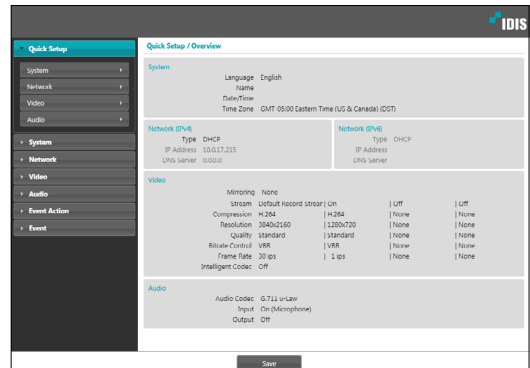 IDIS
Quick Setup
System
Network
Video
Audio
System
Network
Video
Audio
Event Action
Event
Quick Setup / Overview
System
Language English
Name
Date/Time
Time Zone GMT-05:00 Eastern Time (US & Canada) (DST)
Network (IPv4)
Type DHCP
IP Address 10.0.17.215
DNS Server 0.0.0.0
Network (IPv6)
Type DHCP
IP Address
DNS Server
Video
Mirroring None
Stream Default Record Strear | On | Off | Off
Compression H.264 | H.264 | None | None
Resolution 3840x2160 | 1280x720 | None | None
Quality Standard | Standard | None | None
Bitrate Control VBR | VBR | None | None
Frame Rate 30 ips | 1 ips | None | None
Intelligent Codec Off
Audio
Audio Codec G.711 u-Law
Input On (Microphone)
Output Off
Save